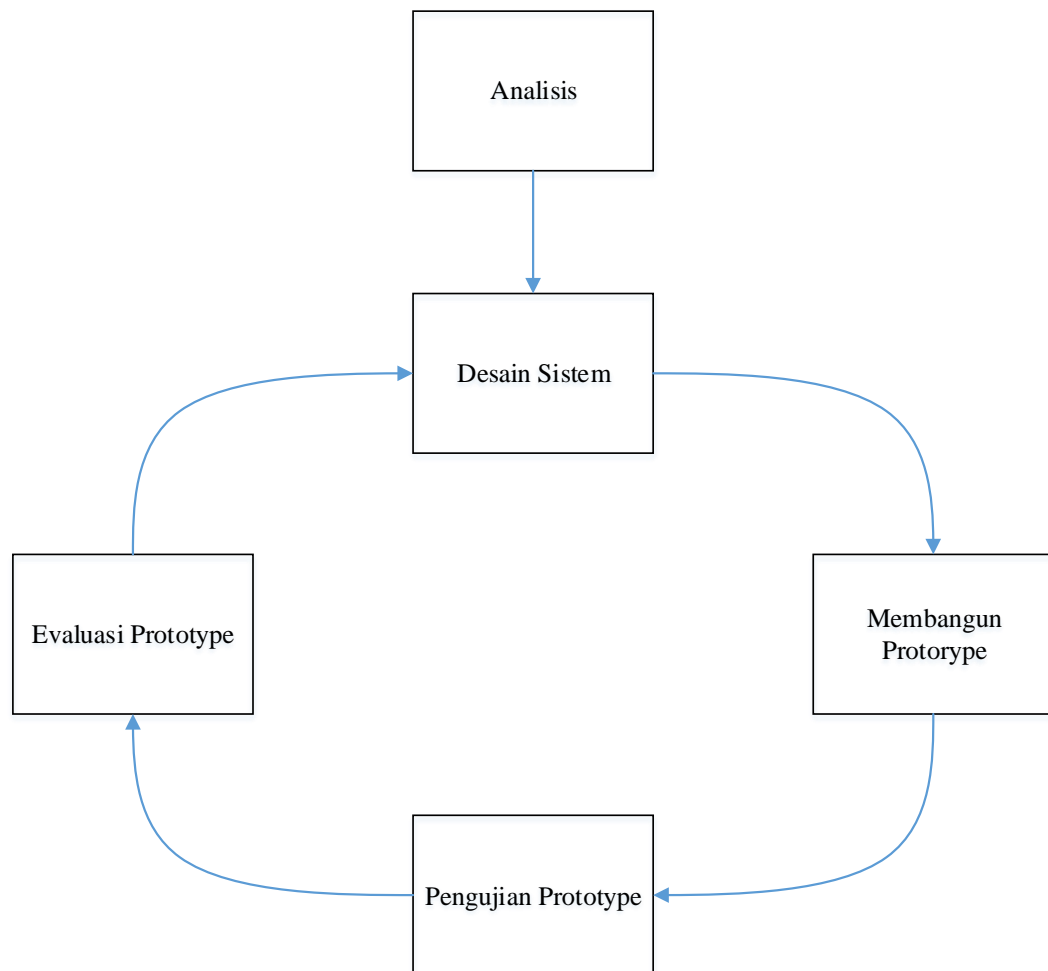 Analisis
Desain Sistem
Evaluasi Prototype
Membangun
Protorype
Pengujian Prototype